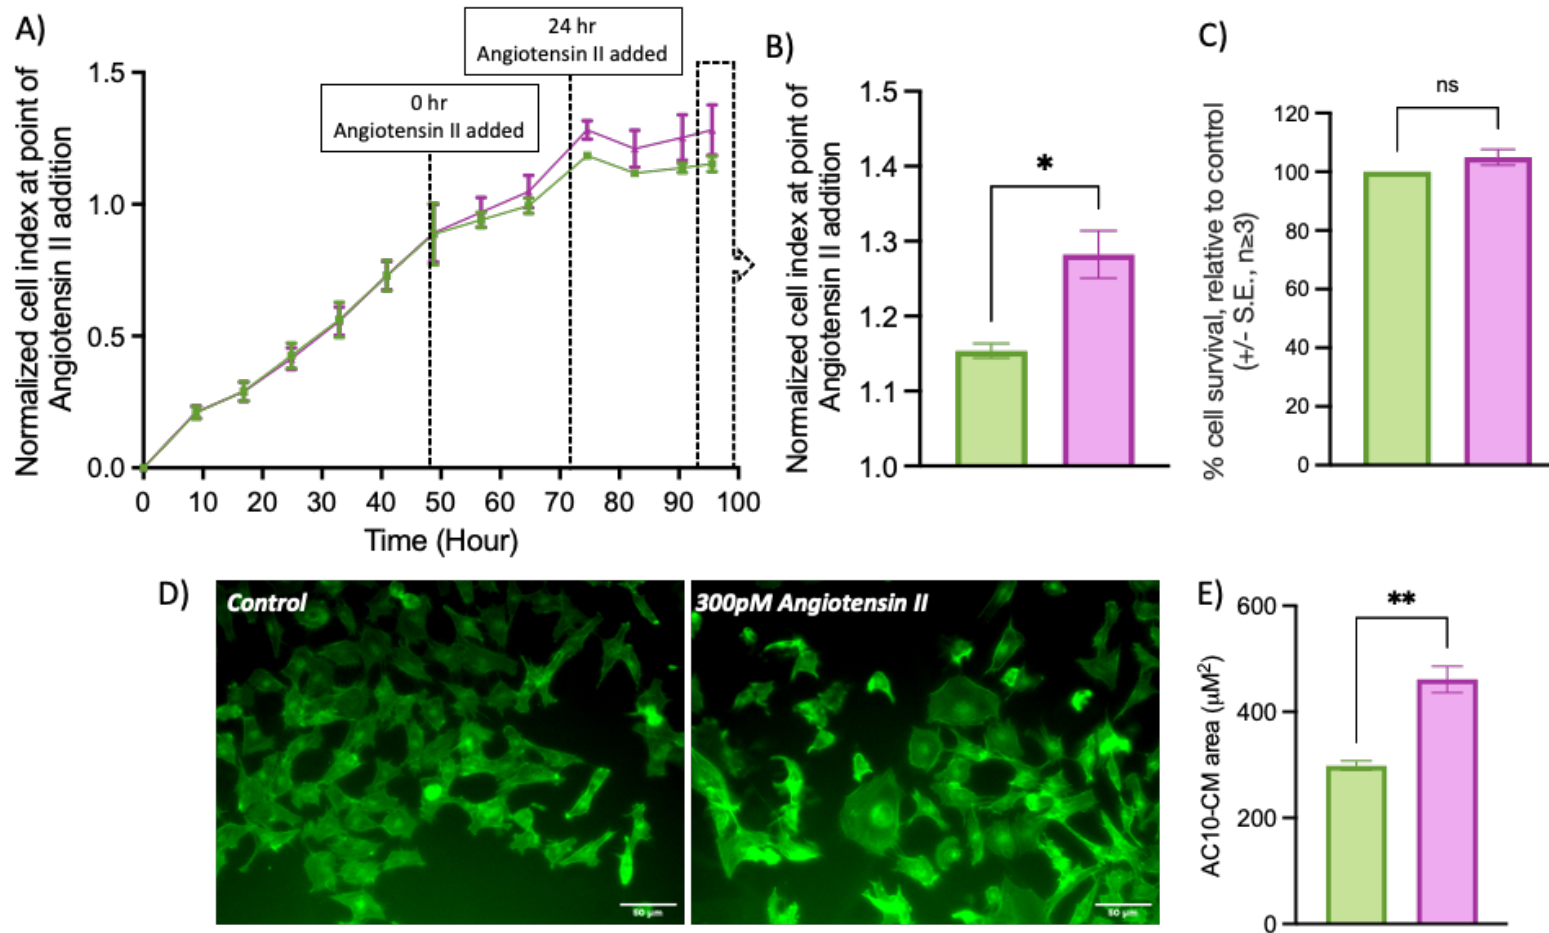 A)
Normalized cell index at point of
Angiotensin II addition
1.5
1.0
0.5
0.0
0 hr
Angiotensin II added
24 hr
Angiotensin II added
0 10 20 30 40 50 60 70 80 90 100
Time (Hour)
B)
Normalized cell index at point of
Angiotensin II addition
1.5
1.4
1.3
1.2
1.1
1.0
*
C)
% cell survival, relative to control
(+/- S.E., n≥3)
120
100
80
60
40
20
0
ns
D)
Control
50 µm
300pM Angiotensin II
50 µm
E)
AC10-CM area (µM²)
600
400
200
0
**